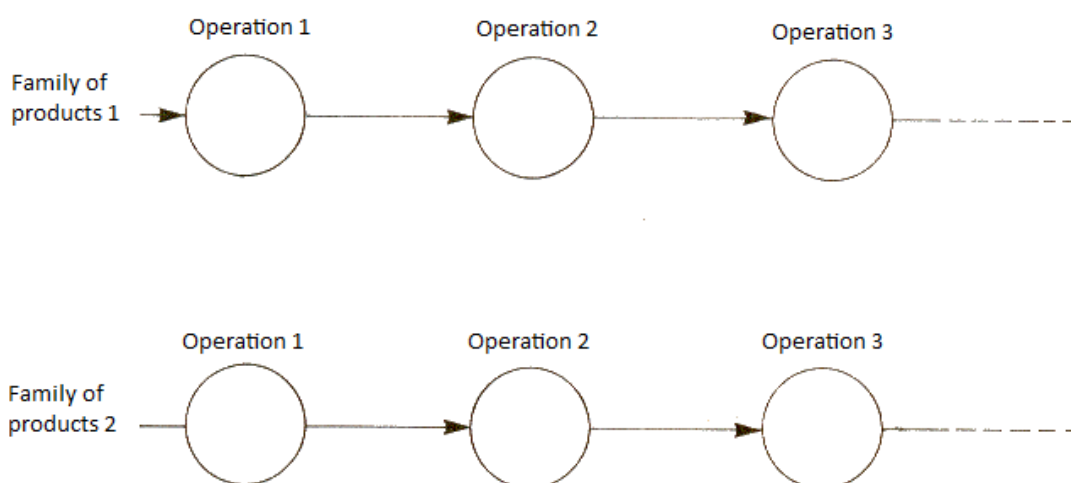 Operation 1
Operation 2
Operation 3
Family of
products 1
Operation 1
Operation 2
Operation 3
Family of
products 2